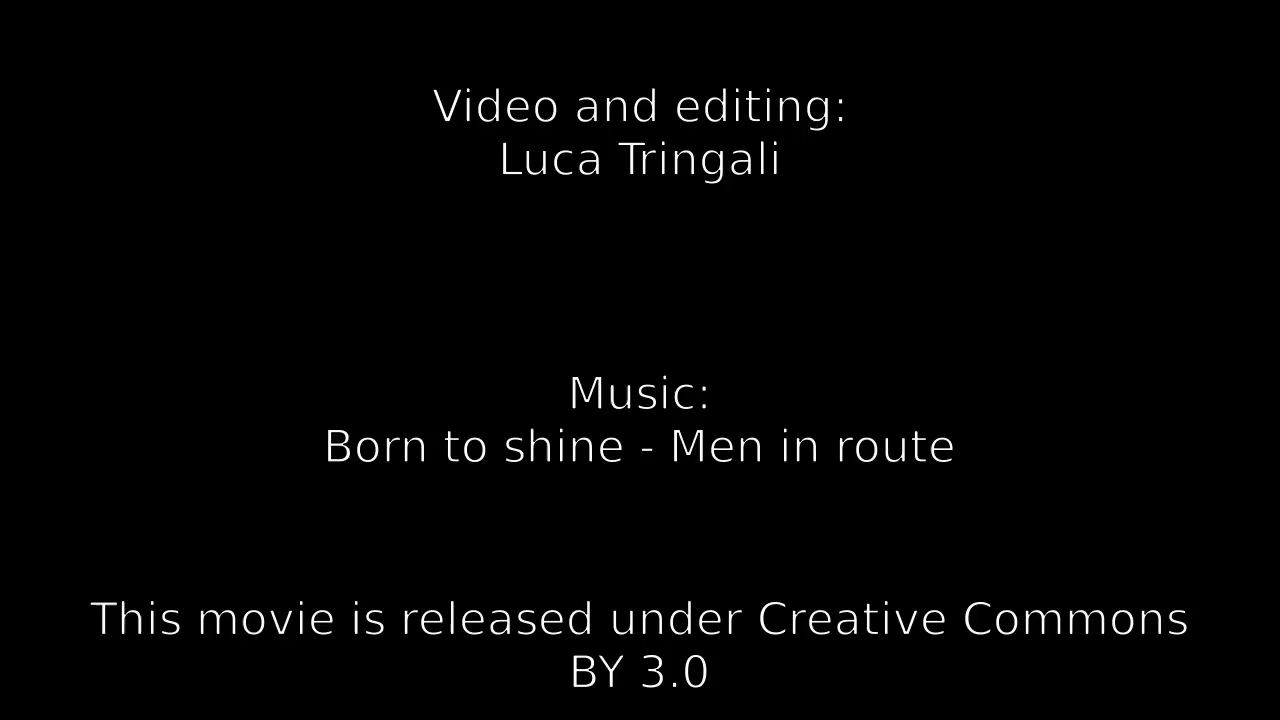 Video and editing:
Luca Tringali
Music:
Born to shine - Men in route
This movie is released under Creative Commons
BY 3.0